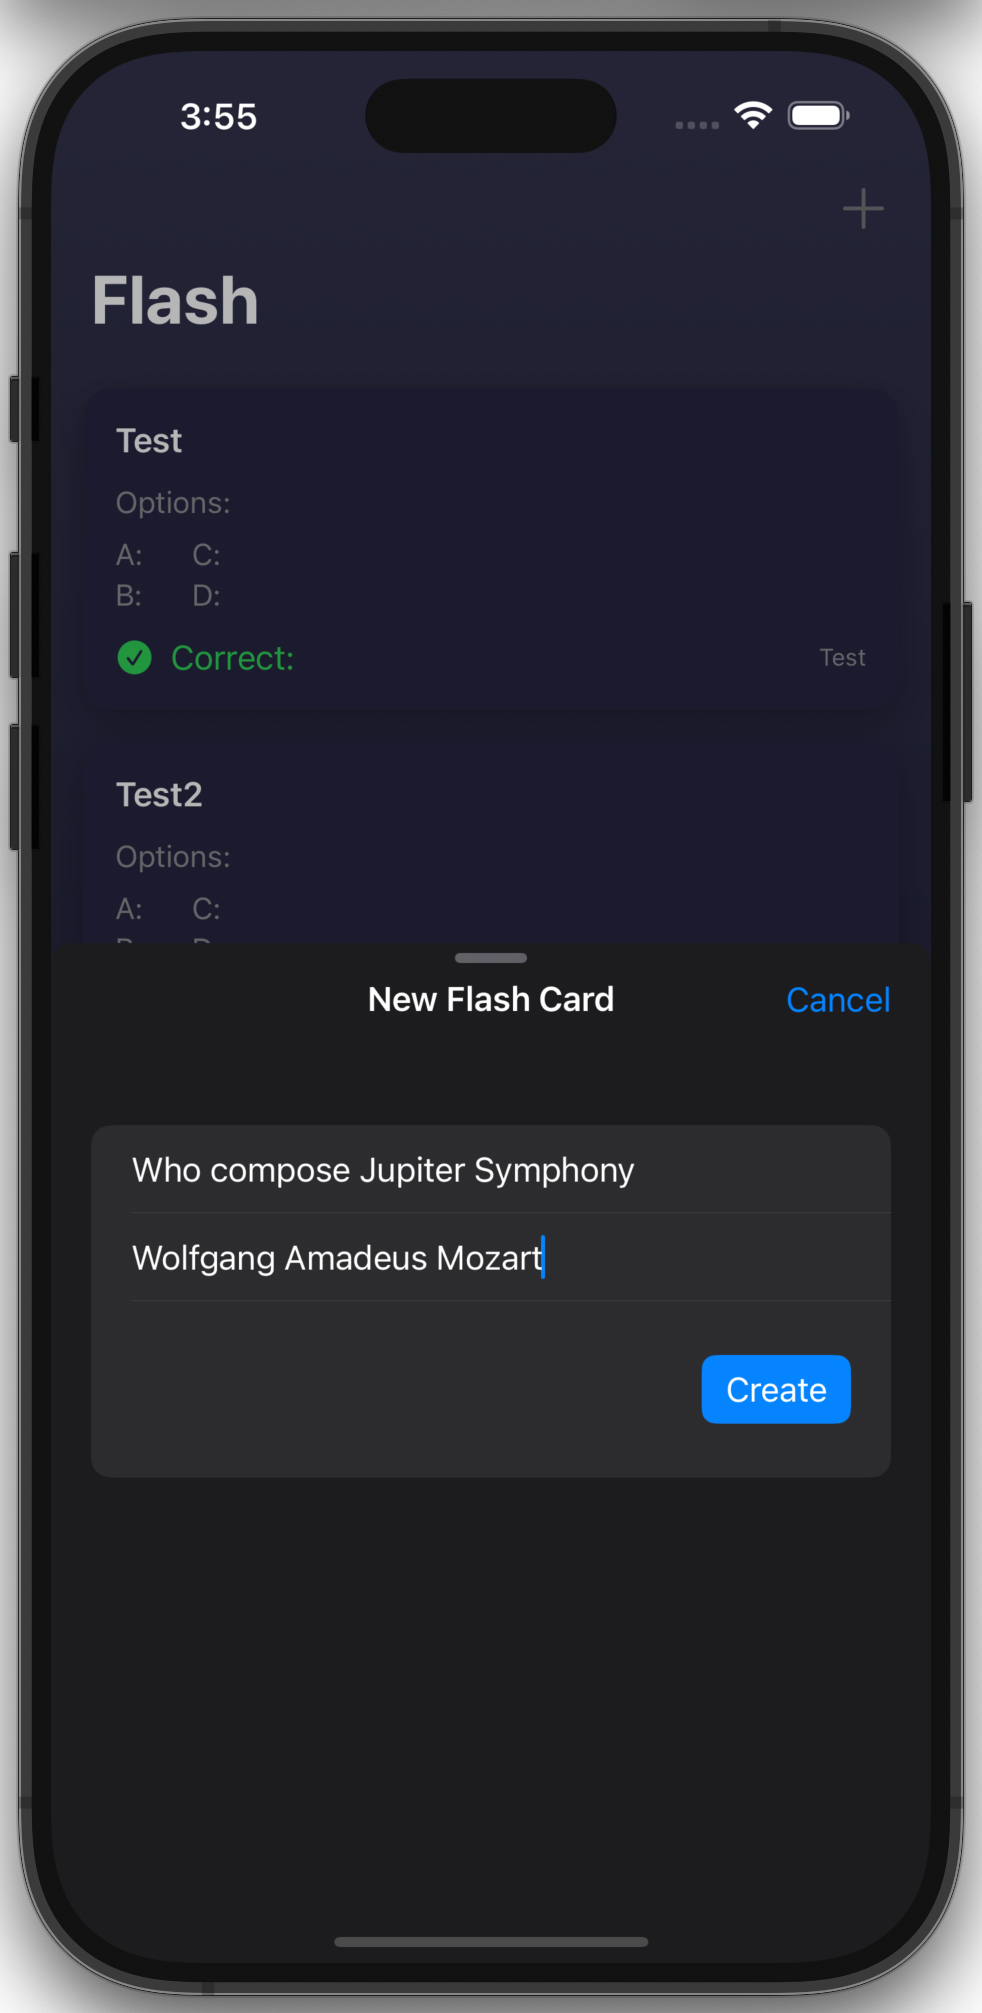 3:55
Flash
Test
Options:
A: C:
B: D:
Correct: Test
Test2
Options:
A: C:
B: D:
New Flash Card Cancel
Who compose Jupiter Symphony
Wolfgang Amadeus Mozart
Create